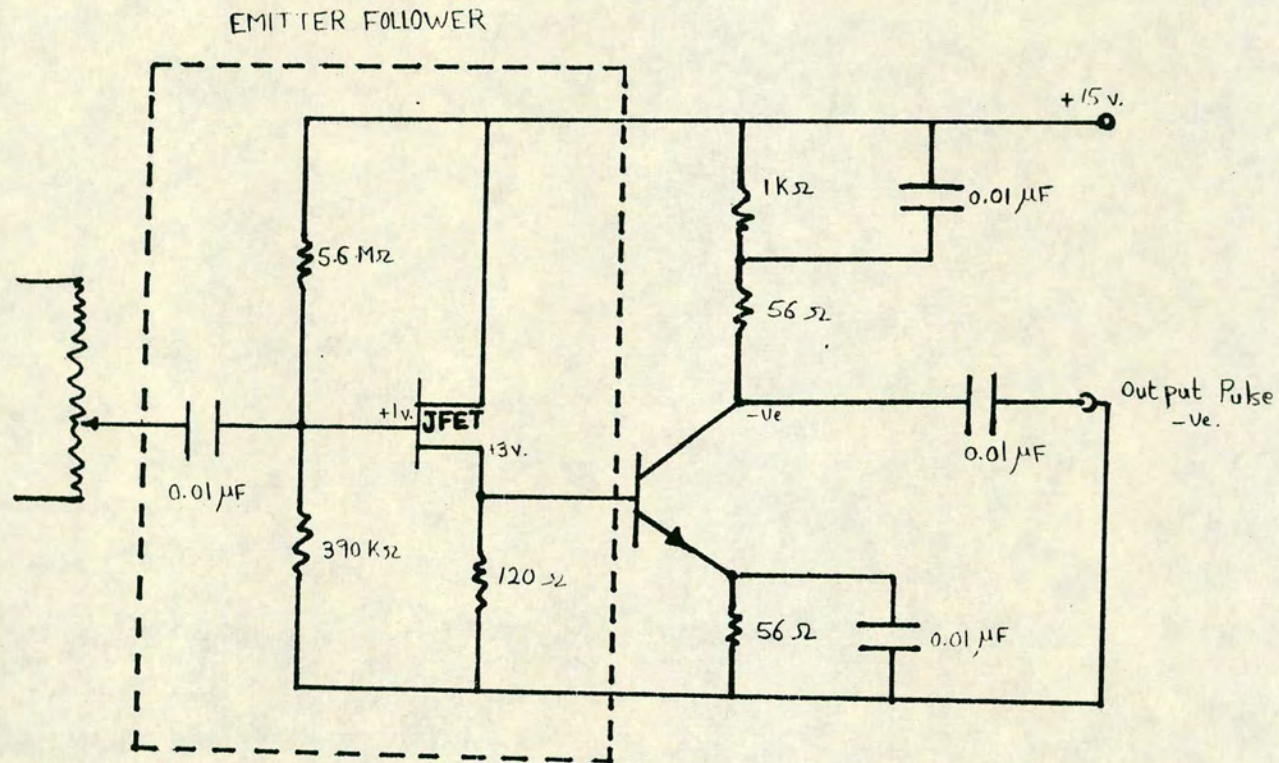 EMITTER FOLLOWER
+15 v.
1KΩ
0.01 μF
5.6 MΩ
56 Ω
+1v.
JFET
+3v.
-ve
Output Pulse
-ve.
0.01 μF
0.01 μF
390 KΩ
120 Ω
56 Ω
0.01 μF